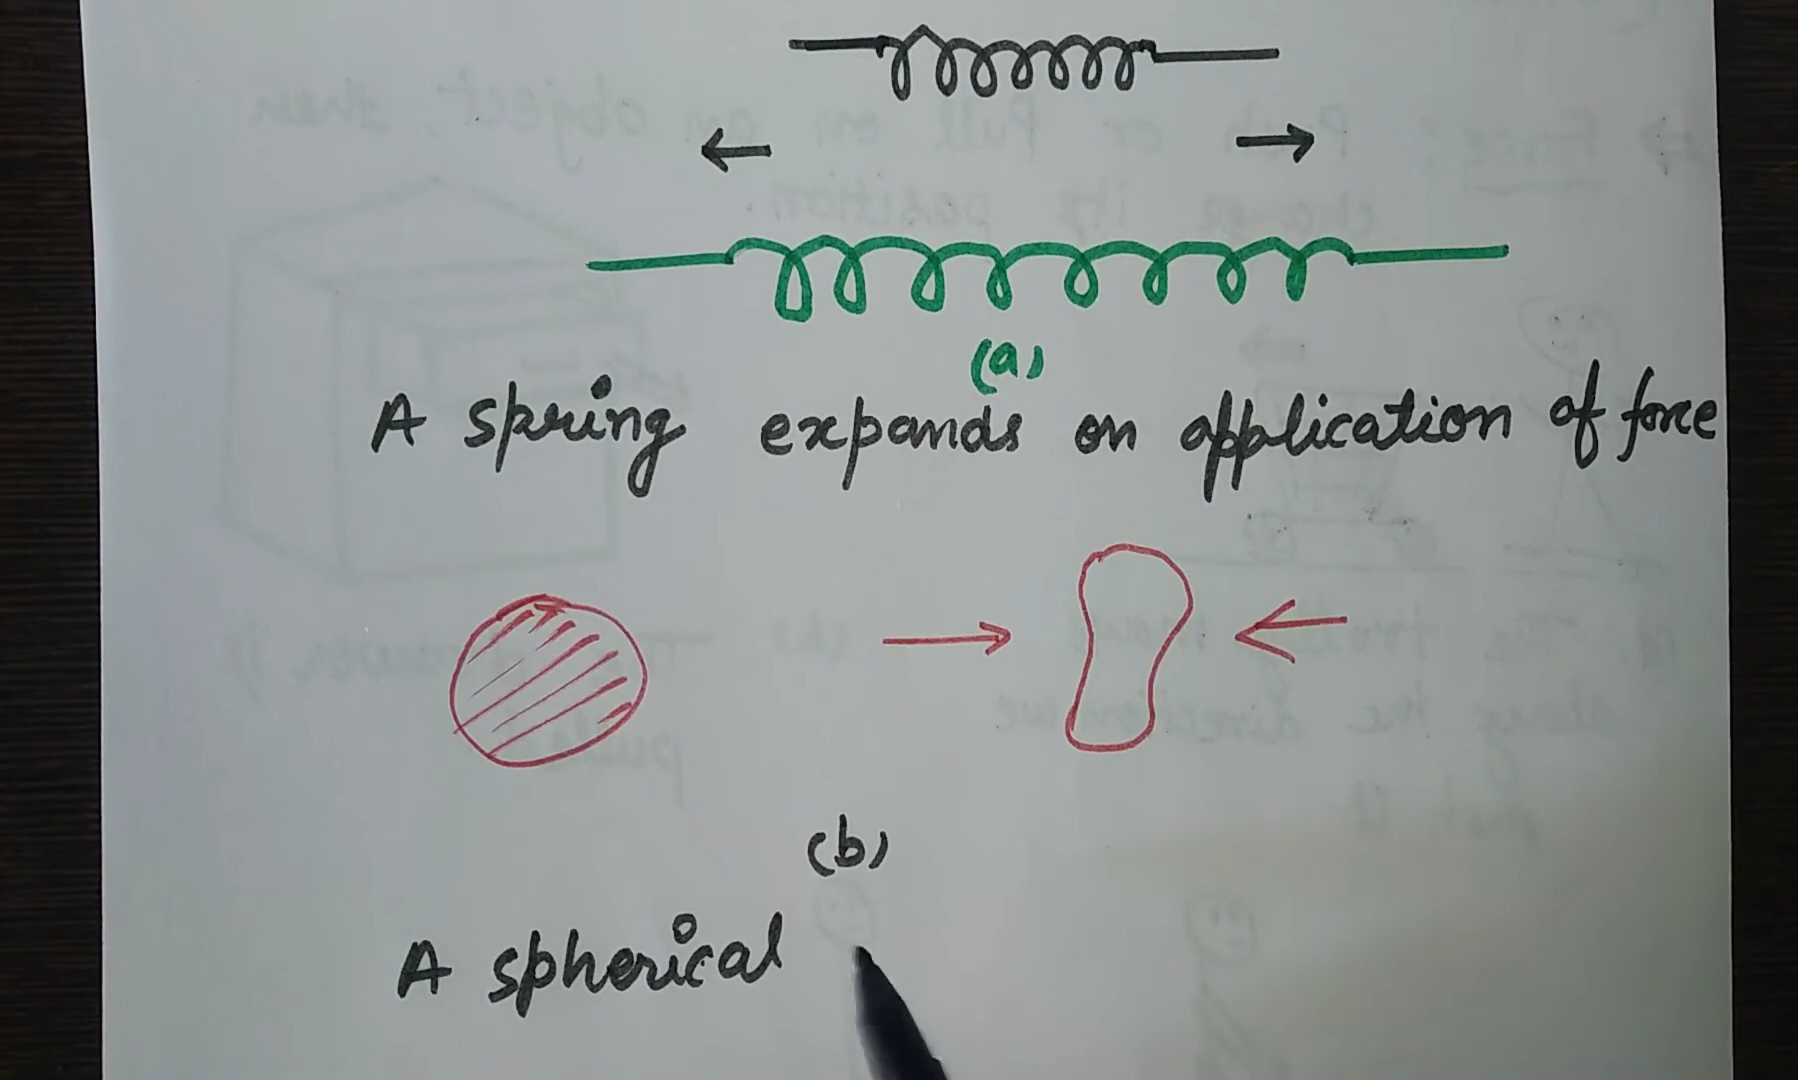 (a)
A spring expands on application of force
(b)
A spherical